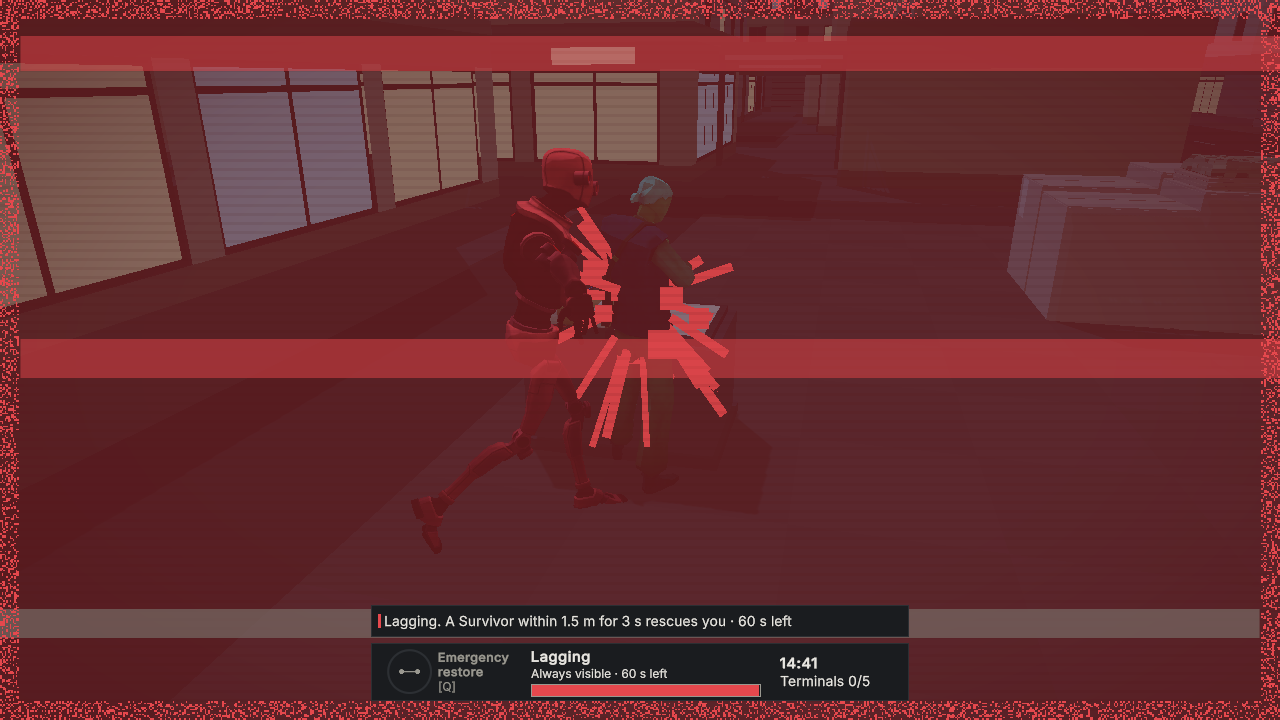 Lagging. A Survivor within 1.5 m for 3 s rescues you · 60 s left
Emergency
restore
[Q]
Lagging
Always visible · 60 s left
14:41
Terminals 0/5